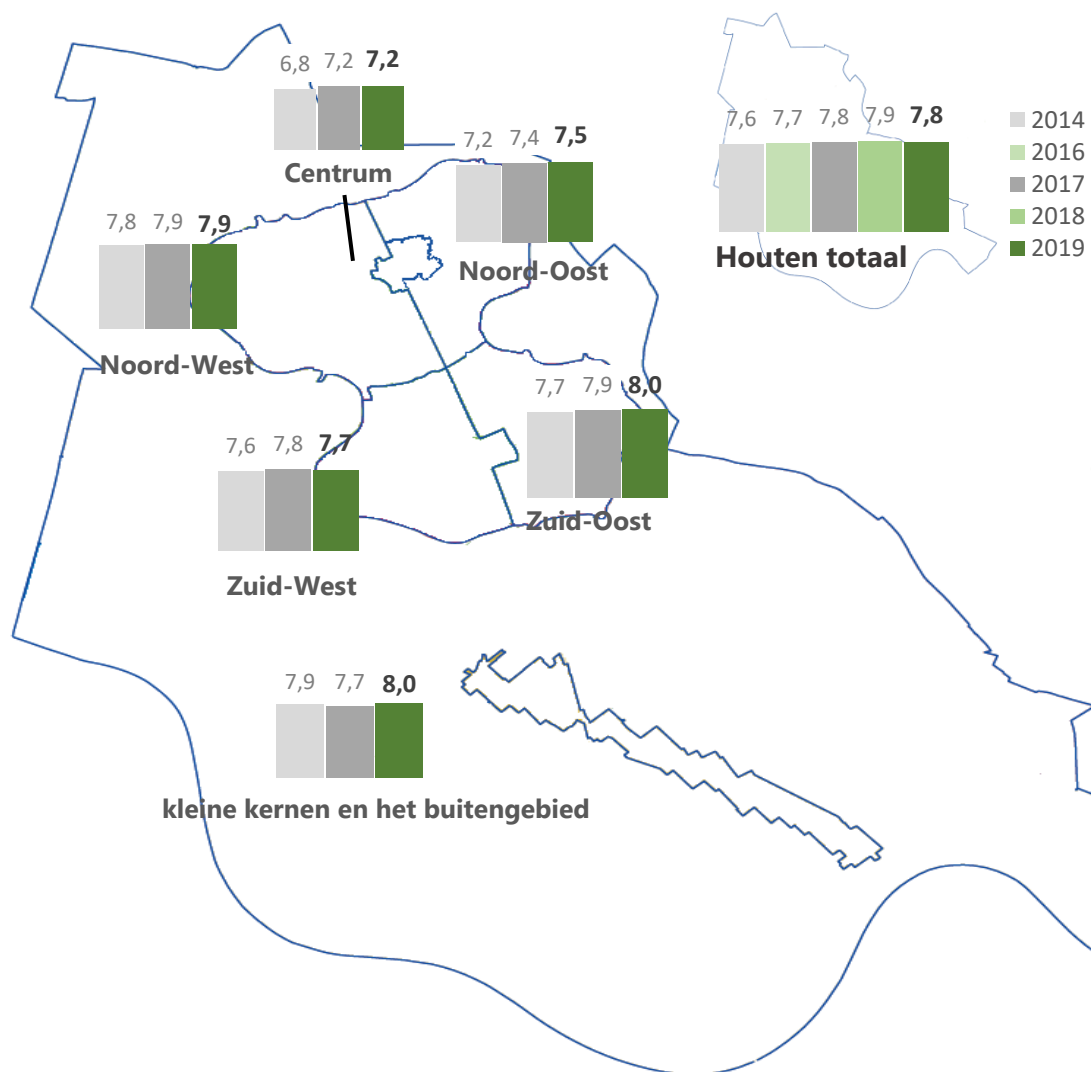 6,8 7,2 7,2
Centrum
7,2 7,4 7,5
Noord-Oost
7,6 7,7 7,8 7,9 7,8
Houten totaal
2014
2016
2017
2018
2019
7,8 7,9 7,9
Noord-West
7,7 7,9 8,0
Zuid-Oost
7,6 7,8 7,7
Zuid-West
7,9 7,7 8,0
kleine kernen en het buitengebied